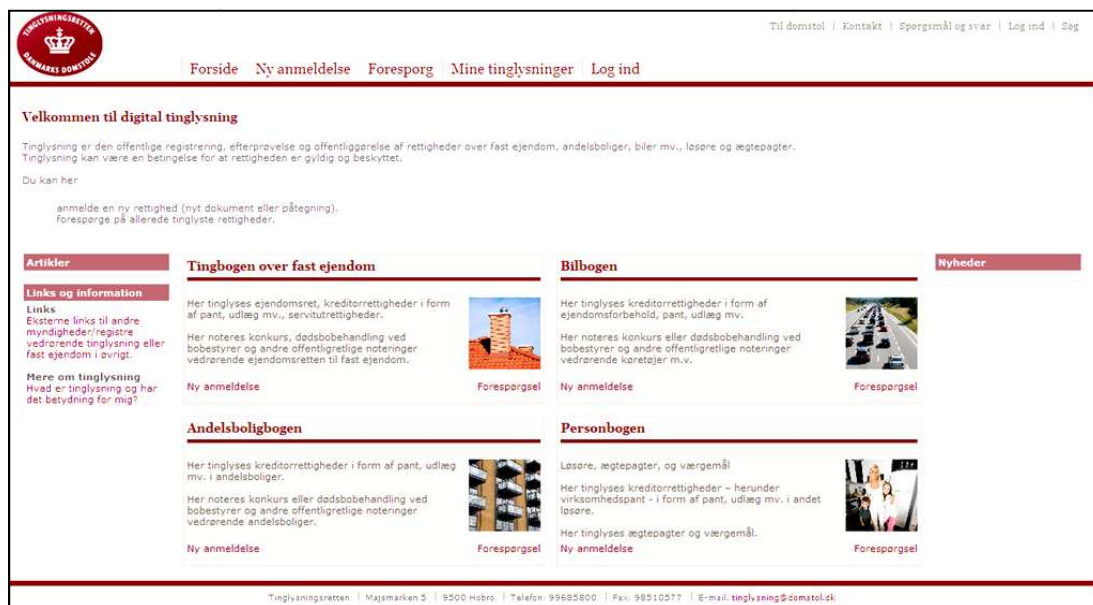 TINGLYSNINGSRETTEN
DANMARKS DOMSTOLE
Til domstol | Kontakt | Spørgsmål og svar | Log ind | Søg
Forside Ny anmeldelse Forespørg Mine tinglysninger Log ind
Velkommen til digital tinglysning
Tinglysning er den offentlige registrering, efterprøvelse og offentliggørelse af rettigheder over fast ejendom, andelsboliger, biler mv., løsøre og ægtepagter.
Tinglysning kan være en betingelse for at rettigheden er gyldig og beskyttet.
Du kan her
anmelde en ny rettighed (nyt dokument eller påtegning).
forespørge på allerede tinglyste rettigheder.
Artikler
Links og information
Links
Eksterne links til andre
myndigheder/registre
vedrørende tinglysning eller
fast ejendom i øvrigt.
Mere om tinglysning
Hvad er tinglysning og har
det betydning for mig?
Tingbogen over fast ejendom
Her tinglyses ejendomsret, kreditorrettigheder i form
af pant, udlæg mv., servitutrettigheder.
Her noteres konkurs, dødsbobehandling ved
bobestyrer og andre offentligretlige noteringer
vedrørende ejendomsretten til fast ejendom.
Ny anmeldelse Forespørgsel
Bilbogen
Her tinglyses kreditorrettigheder i form af
ejendomsforbehold, pant, udlæg mv.
Her noteres konkurs eller dødsbobehandling ved
bobestyrer og andre offentligretlige noteringer
vedrørende køretøjer m.v.
Ny anmeldelse Forespørgsel
Nyheder
Andelsboligbogen
Her tinglyses kreditorrettigheder i form af pant, udlæg
mv. i andelsboliger.
Her noteres konkurs eller dødsbobehandling ved
bobestyrer og andre offentligretlige noteringer
vedrørende andelsboliger.
Ny anmeldelse Forespørgsel
Personbogen
Løsøre, ægtepagter, og værgemål
Her tinglyses kreditorrettigheder – herunder
virksomhedspant - i form af pant, udlæg mv. i andet
løsøre.
Her tinglyses ægtepagter og værgemål.
Ny anmeldelse Forespørgsel
Tinglysningsretten | Majsmarken 5 | 9500 Hobro | Telefon: 99685800 | Fax: 98510577 | E-mail: tinglysning@domstol.dk